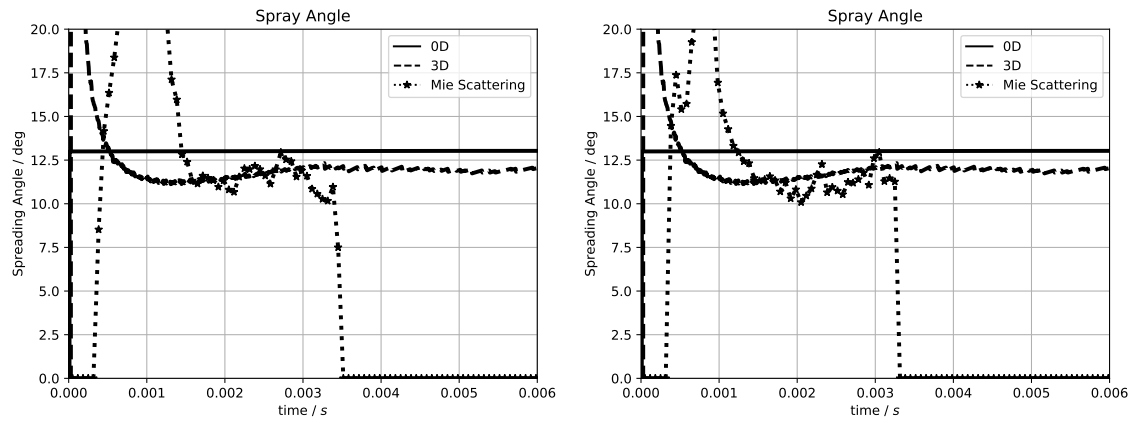 Spray Angle
20.0
17.5
15.0
12.5
10.0
7.5
5.0
2.5
0.0
Spreading Angle / deg
0D
3D
Mie Scattering
0.000 0.001 0.002 0.003 0.004 0.005 0.006
time / s
Spray Angle
20.0
17.5
15.0
12.5
10.0
7.5
5.0
2.5
0.0
Spreading Angle / deg
0D
3D
Mie Scattering
0.000 0.001 0.002 0.003 0.004 0.005 0.006
time / s